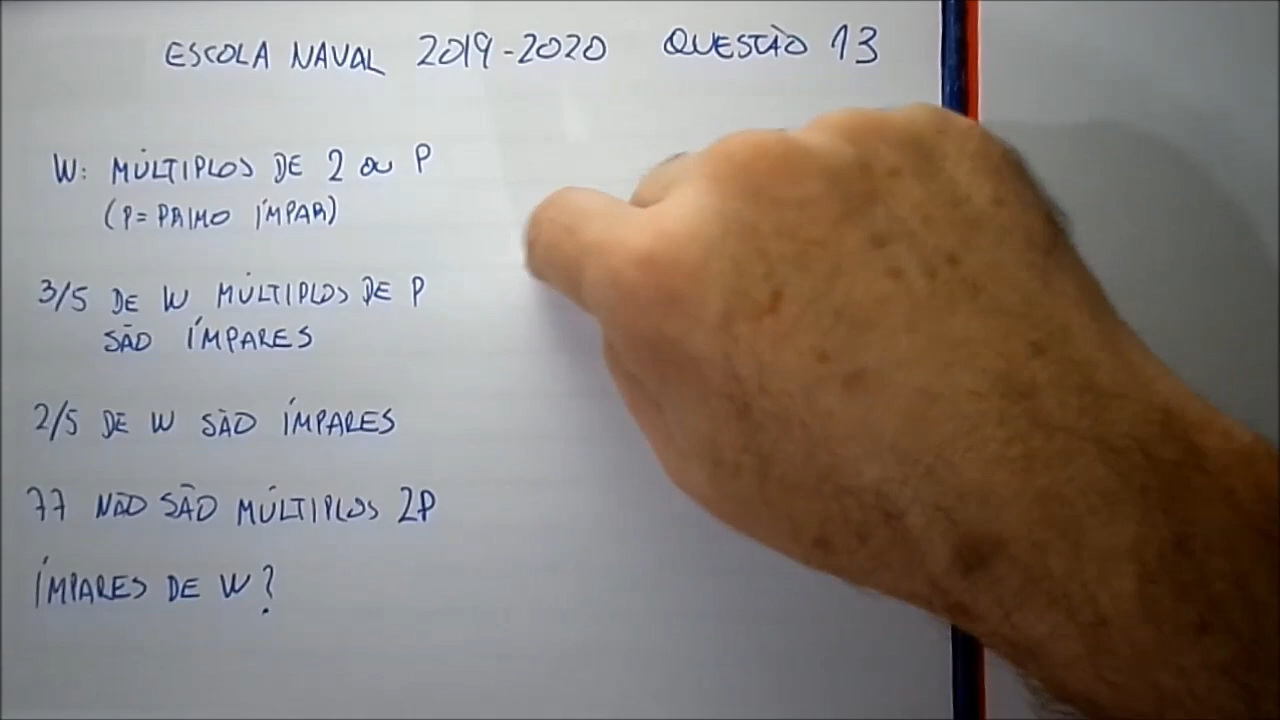 ESCOLA NAVAL 2019-2020 QUESTÃO 13
W: MÚLTIPLOS DE 2 OU P
(P=PRIMO ÍMPAR)
3/5 DE W MÚLTIPLOS DE P
SÃO ÍMPARES
2/5 DE W SÃO ÍMPARES
77 NÃO SÃO MÚLTIPLOS 2P
ÍMPARES DE W?